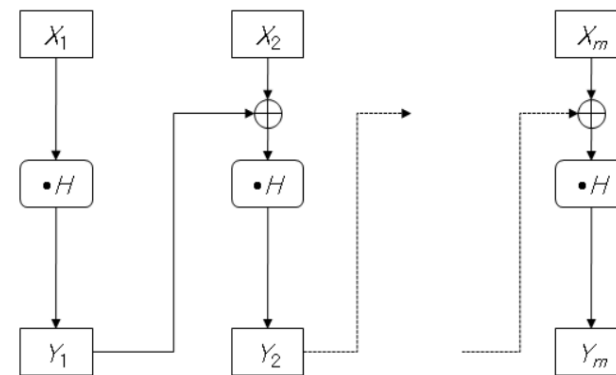 X₁ X₂ Xₘ
•H •H •H
Y₁ Y₂ Yₘ